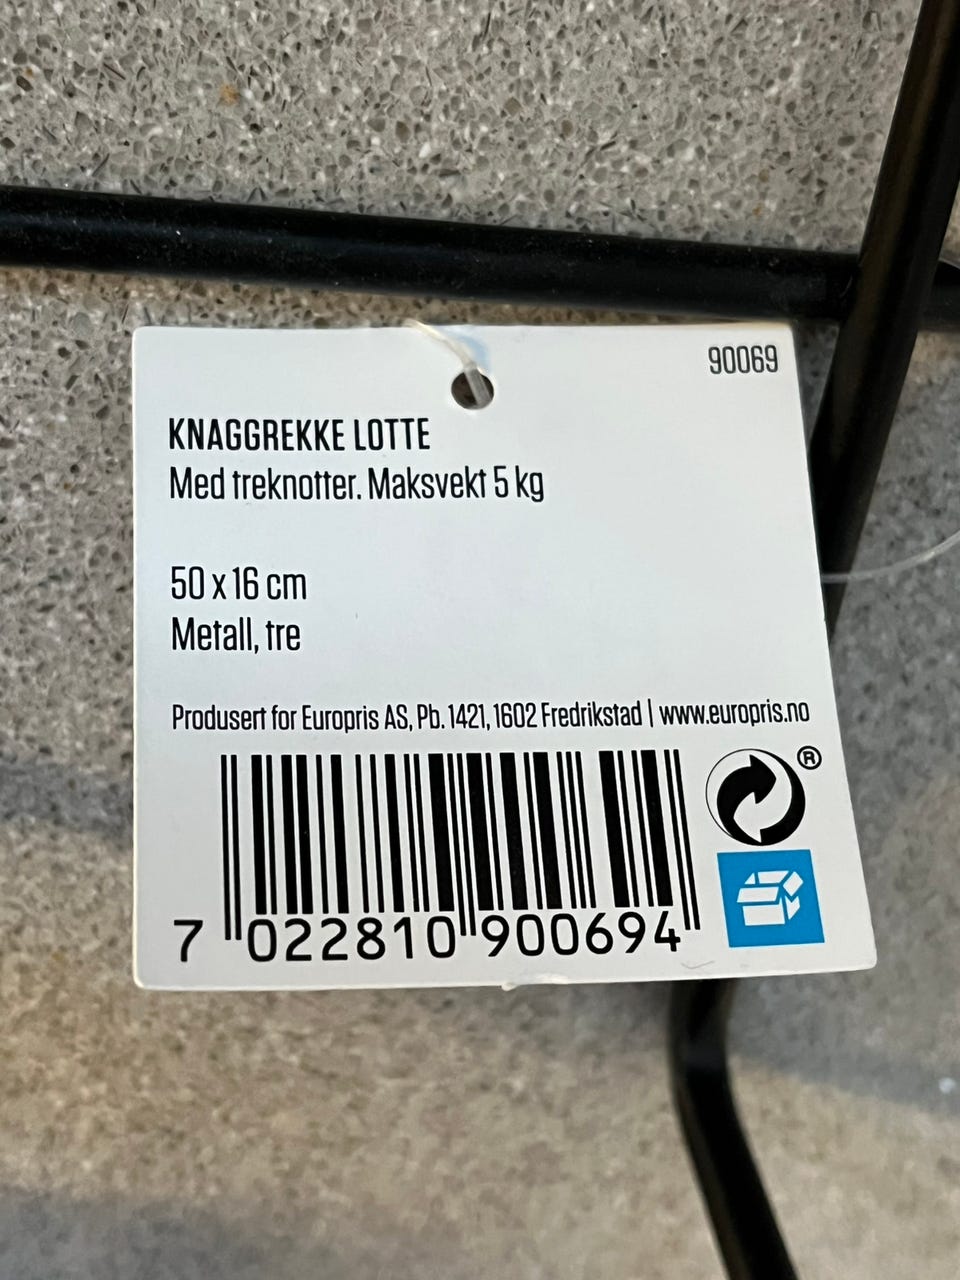 90069
KNAGGREKKE LOTTE
Med treknotter. Maksvekt 5 kg
50 x 16 cm
Metall, tre
Produsert for Europris AS, Pb. 1421, 1602 Fredrikstad | www.europris.no
®
7 022810 900694